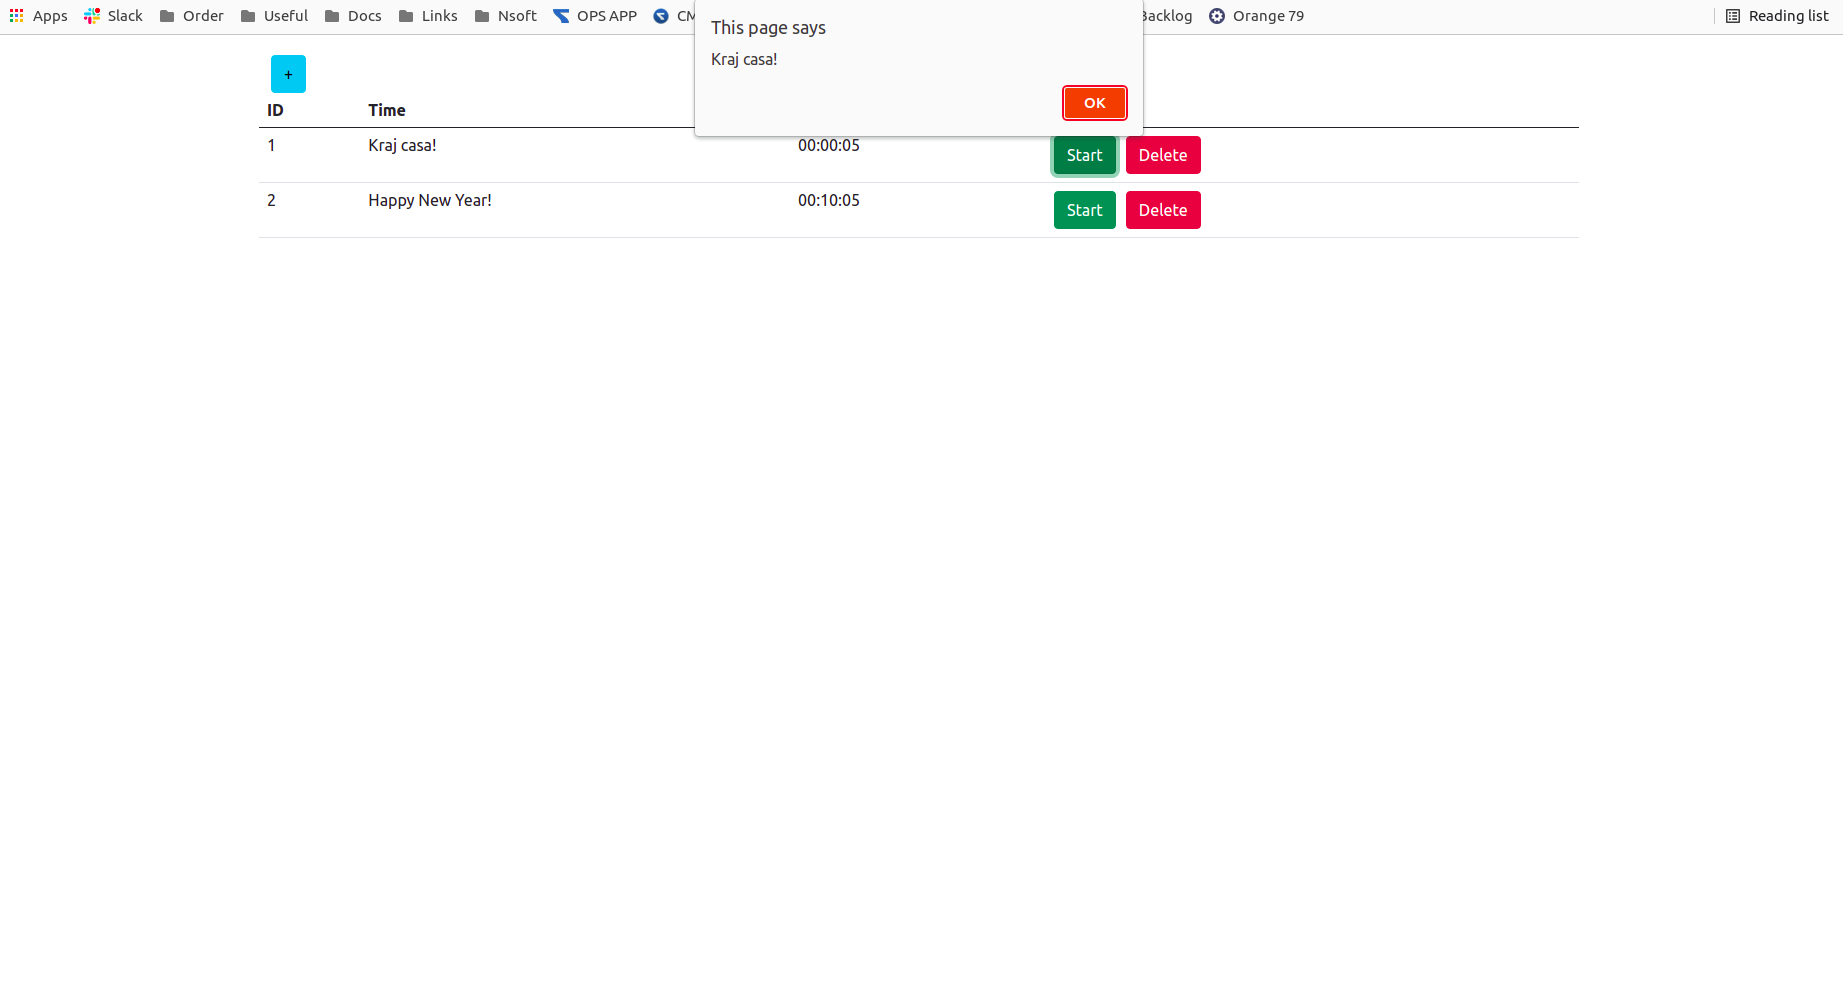 Apps Slack Order Useful Docs Links Nsoft OPS APP Backlog Orange 79 Reading list
This page says
Kraj casa!
OK
+
ID Time
1 Kraj casa! 00:00:05 Start Delete
2 Happy New Year! 00:10:05 Start Delete